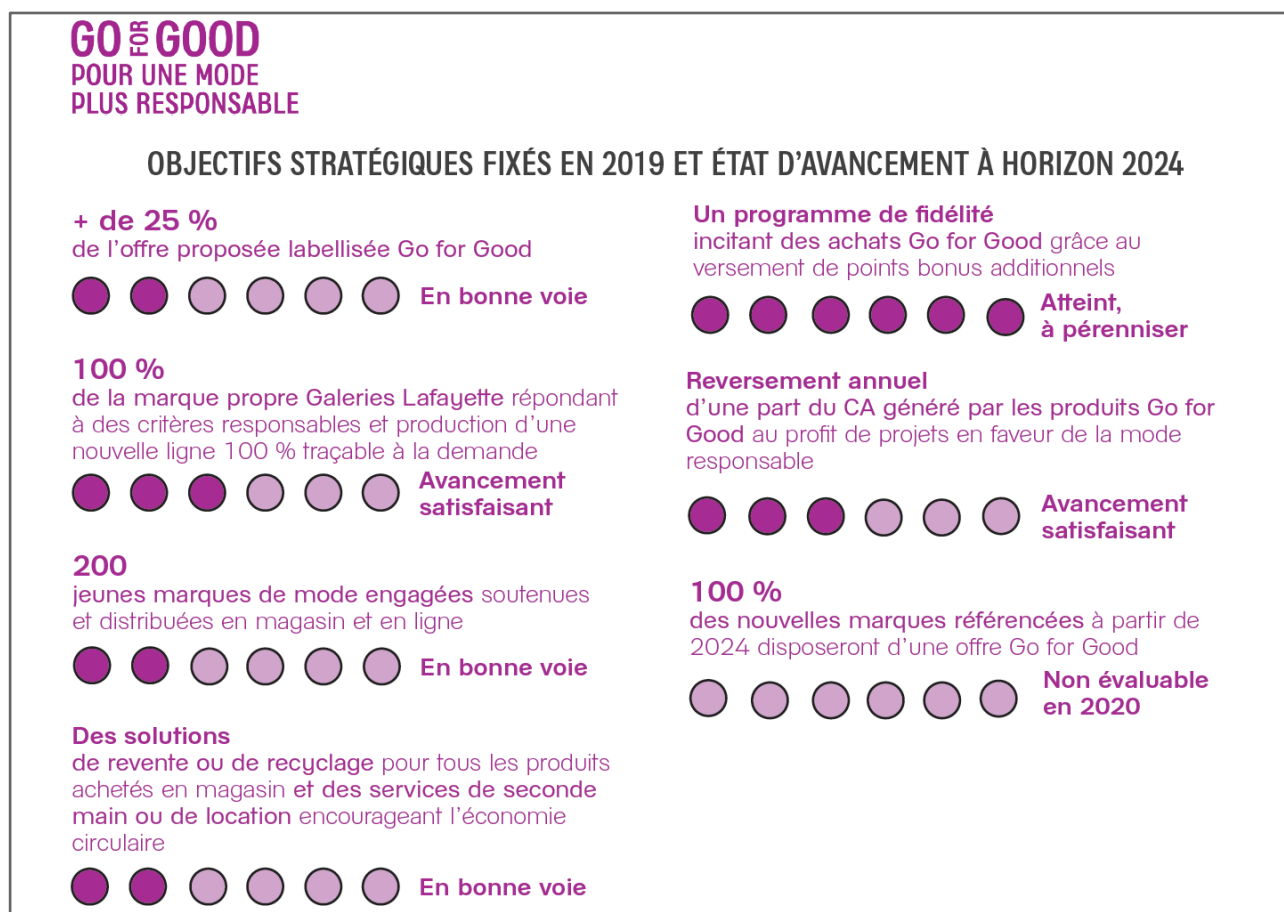 GO FOR GOOD
POUR UNE MODE
PLUS RESPONSABLE
OBJECTIFS STRATÉGIQUES FIXÉS EN 2019 ET ÉTAT D’AVANCEMENT À HORIZON 2024
+ de 25 %
de l’offre proposée labellisée Go for Good
En bonne voie
100 %
de la marque propre Galeries Lafayette répondant
à des critères responsables et production d’une
nouvelle ligne 100 % traçable à la demande
Avancement
satisfaisant
200
jeunes marques de mode engagées soutenues
et distribuées en magasin et en ligne
En bonne voie
Des solutions
de revente ou de recyclage pour tous les produits
achetés en magasin et des services de seconde
main ou de location encourageant l’économie
circulaire
En bonne voie
Un programme de fidélité
incitant des achats Go for Good grâce au
versement de points bonus additionnels
Atteint,
à pérenniser
Reversement annuel
d’une part du CA généré par les produits Go for
Good au profit de projets en faveur de la mode
responsable
Avancement
satisfaisant
100 %
des nouvelles marques référencées à partir de
2024 disposeront d’une offre Go for Good
Non évaluable
en 2020